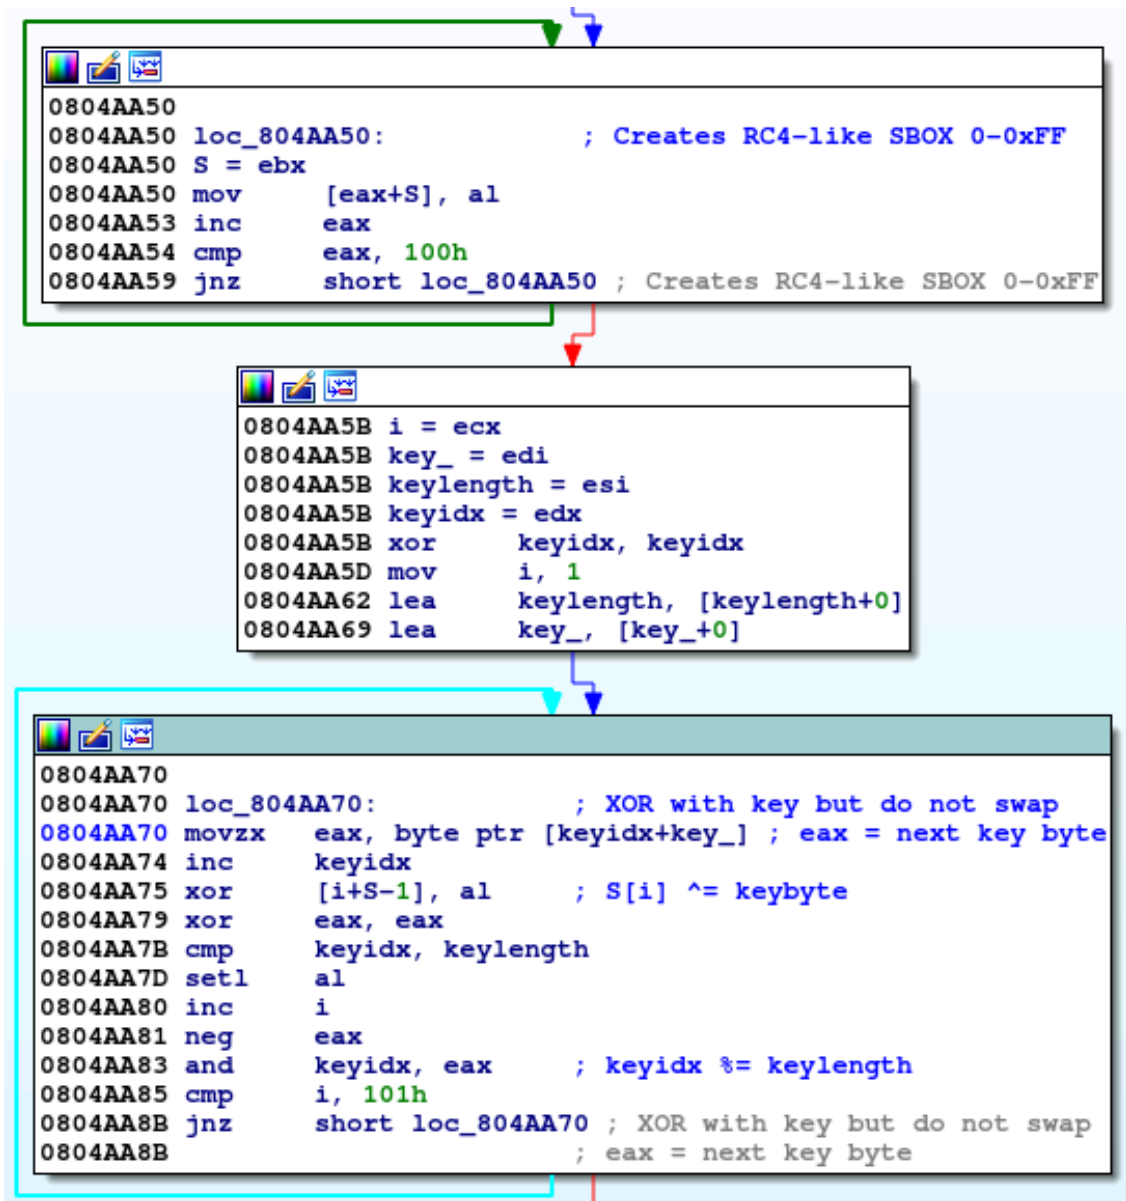 0804AA50
0804AA50 loc_804AA50: ; Creates RC4-like SBOX 0-0xFF
0804AA50 S = ebx
0804AA50 mov [eax+S], al
0804AA53 inc eax
0804AA54 cmp eax, 100h
0804AA59 jnz short loc_804AA50 ; Creates RC4-like SBOX 0-0xFF
0804AA5B i = ecx
0804AA5B key_ = edi
0804AA5B keylength = esi
0804AA5B keyidx = edx
0804AA5B xor keyidx, keyidx
0804AA5D mov i, 1
0804AA62 lea keylength, [keylength+0]
0804AA69 lea key_, [key_+0]
0804AA70
0804AA70 loc_804AA70: ; XOR with key but do not swap
0804AA70 movzx eax, byte ptr [keyidx+key_] ; eax = next key byte
0804AA74 inc keyidx
0804AA75 xor [i+S-1], al ; S[i] ^= keybyte
0804AA79 xor eax, eax
0804AA7B cmp keyidx, keylength
0804AA7D setl al
0804AA80 inc i
0804AA81 neg eax
0804AA83 and keyidx, eax ; keyidx %= keylength
0804AA85 cmp i, 101h
0804AA8B jnz short loc_804AA70 ; XOR with key but do not swap
0804AA8B ; eax = next key byte